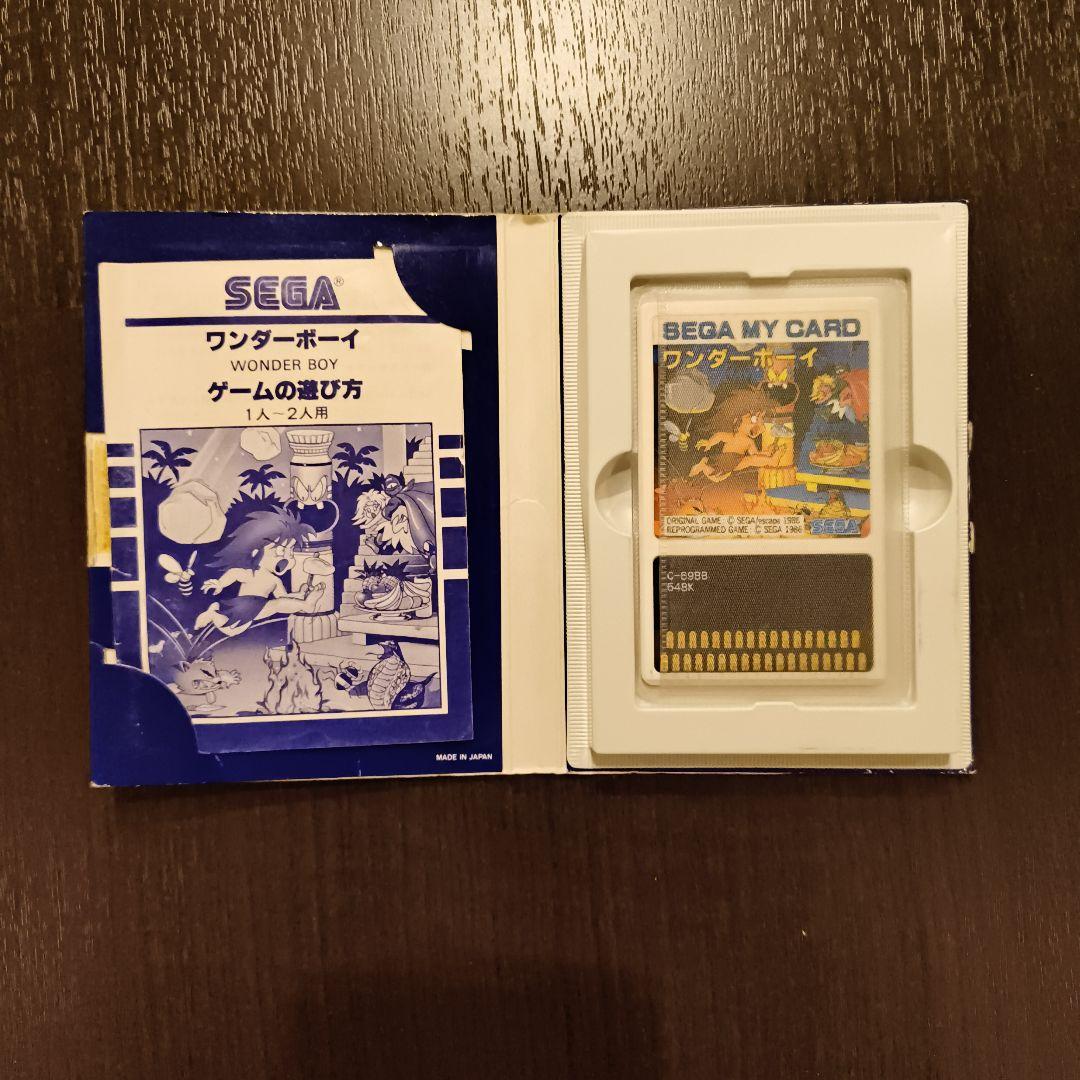 SEGA®
ワンダーボーイ
WONDER BOY
ゲームの遊び方
1人~2人用
MADE IN JAPAN
SEGA MY CARD
ワンダーボーイ
ORIGINAL GAME: © SEGA/escape 1986
REPROGRAMMED GAME: © SEGA 1986
SEGA
C-69BB
64BK